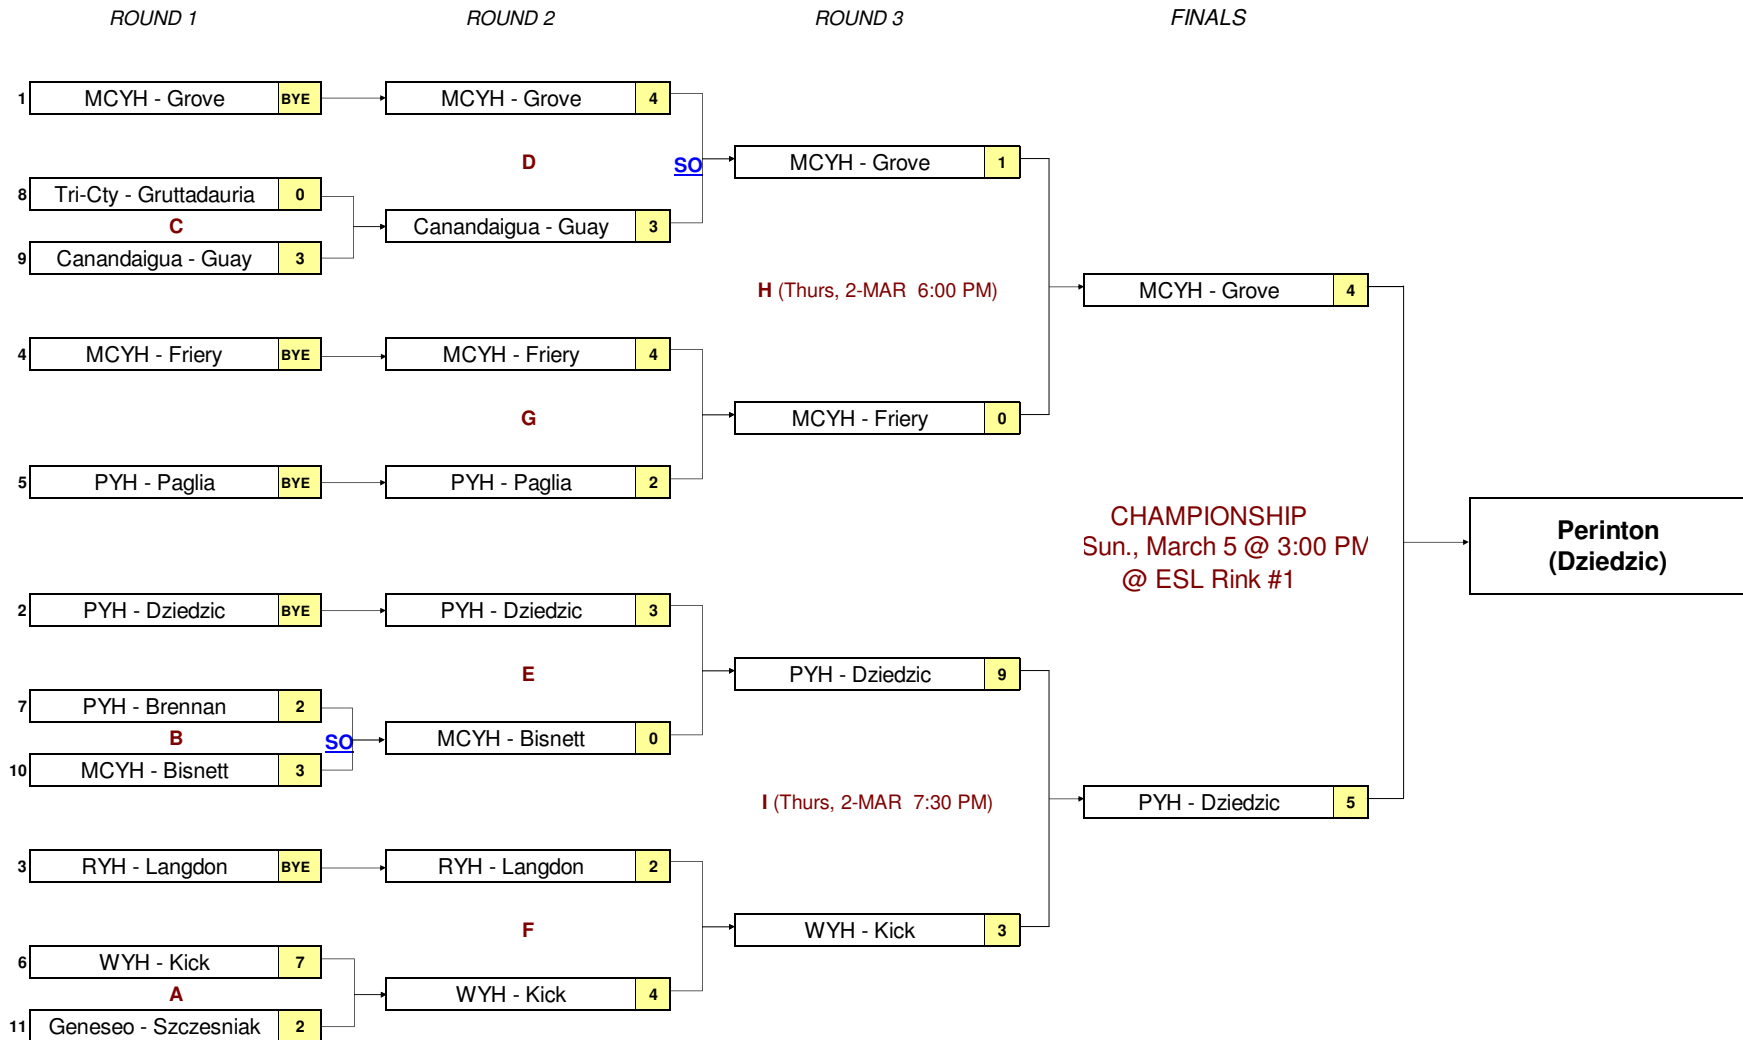 ROUND 1 ROUND 2 ROUND 3 FINALS
1 MCYH - Grove BYE MCYH - Grove 4
D
SO MCYH - Grove 1
8 Tri-Cty - Gruttadauria 0
C Canandaigua - Guay 3
9 Canandaigua - Guay 3
H (Thurs, 2-MAR 6:00 PM) MCYH - Grove 4
4 MCYH - Friery BYE MCYH - Friery 4
G MCYH - Friery 0
5 PYH - Paglia BYE PYH - Paglia 2
CHAMPIONSHIP
Sun., March 5 @ 3:00 PM
@ ESL Rink #1
Perinton
(Dziedzic)
2 PYH - Dziedzic BYE PYH - Dziedzic 3
E PYH - Dziedzic 9
7 PYH - Brennan 2
B SO MCYH - Bisnett 0
10 MCYH - Bisnett 3
I (Thurs, 2-MAR 7:30 PM) PYH - Dziedzic 5
3 RYH - Langdon BYE RYH - Langdon 2
F WYH - Kick 3
6 WYH - Kick 7
A WYH - Kick 4
11 Geneseo - Szczesniak 2